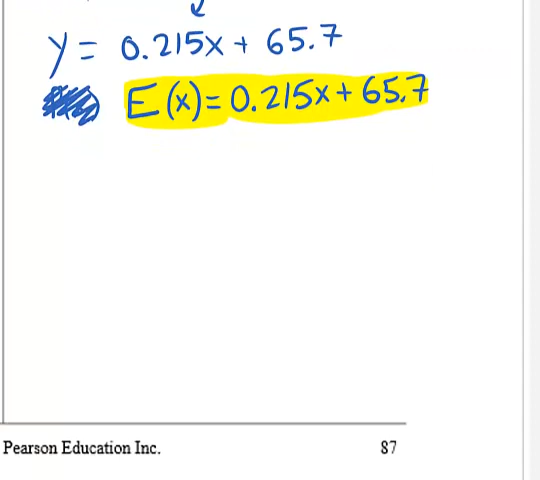 y = 0.215x + 65.7
E(x) = 0.215x + 65.7
Pearson Education Inc. 87